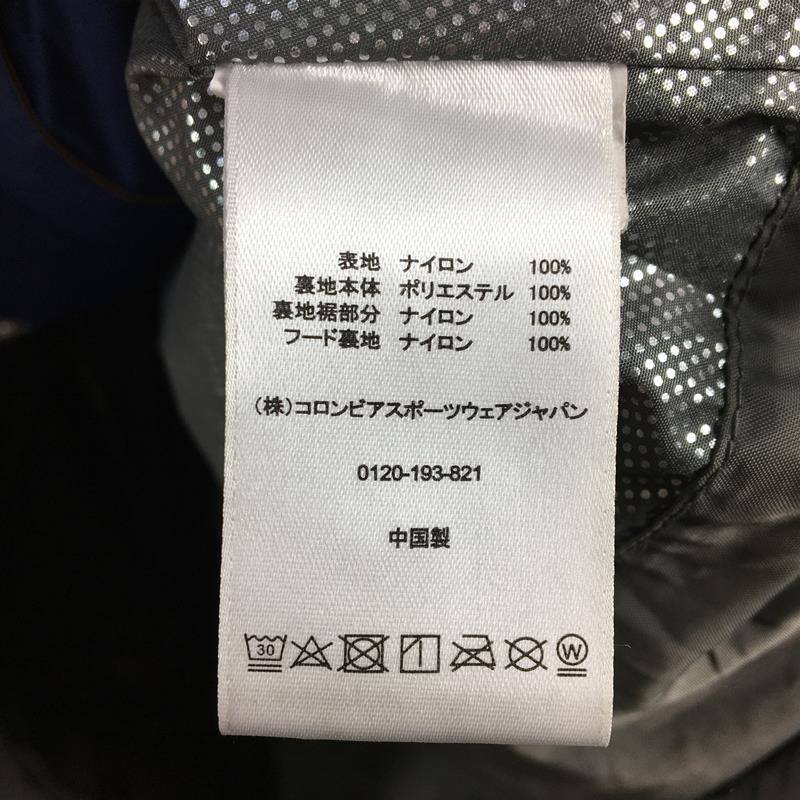 表地 ナイロン 100%
裏地本体 ポリエステル 100%
裏地裾部分 ナイロン 100%
フード裏地 ナイロン 100%
(株)コロンビアスポーツウェアジャパン
0120-193-821
中国製
30 W